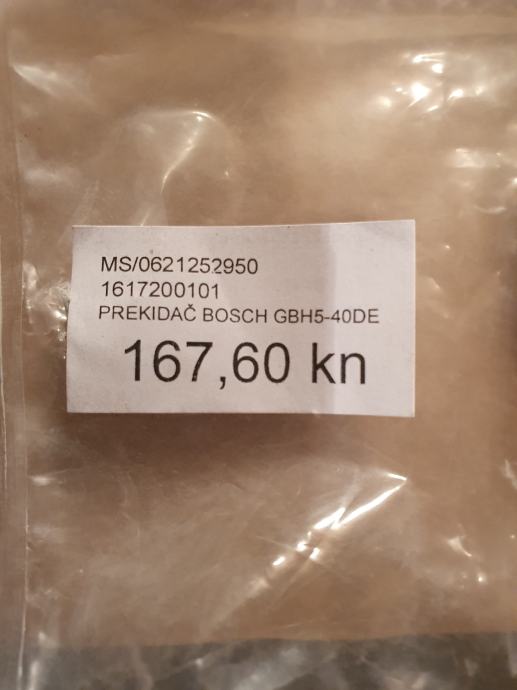 MS/0621252950
1617200101
PREKIDAČ BOSCH GBH5-40DE
167,60 kn